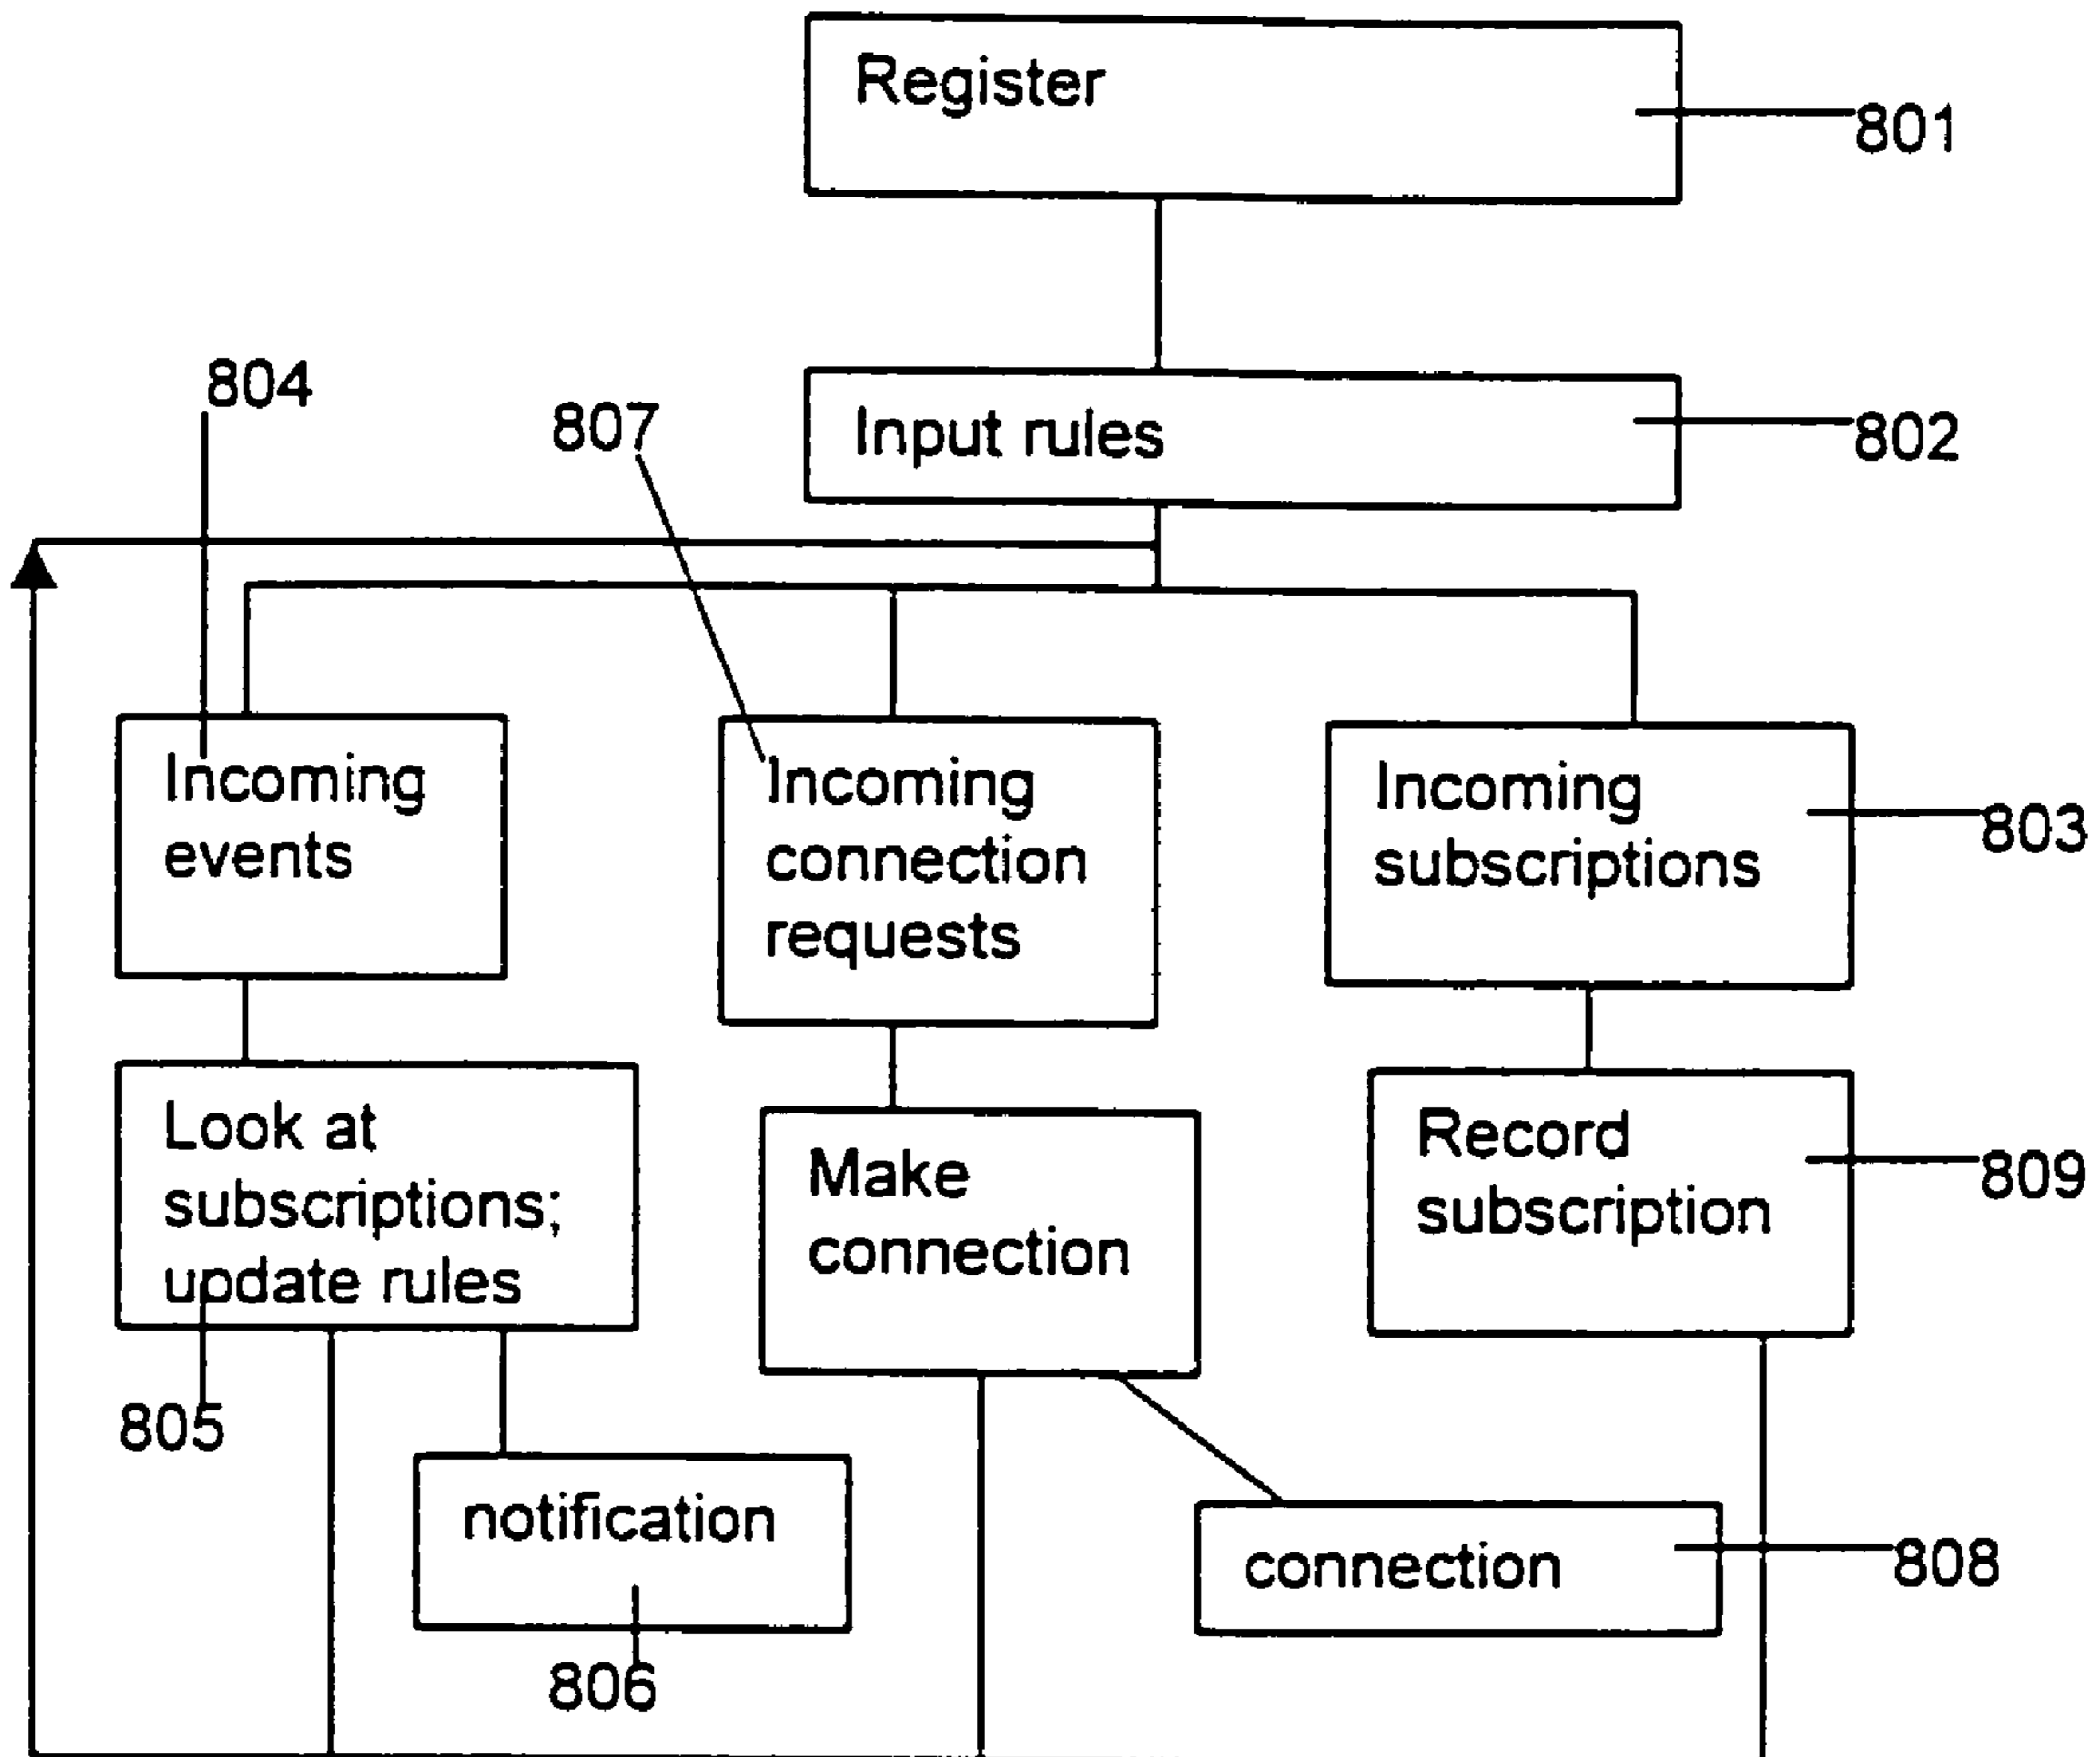 Register
801
804
807
Input rules
802
Incoming
events
Incoming
connection
requests
Incoming
subscriptions
803
Look at
subscriptions;
update rules
Make
connection
Record
subscription
809
805
notification
connection
808
806